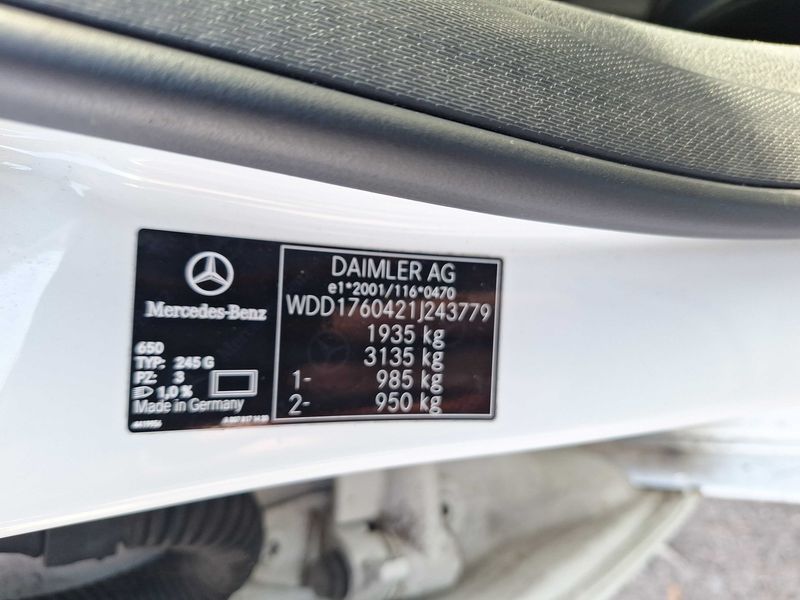 Mercedes-Benz
650
TYP: 245 G
PZ: 3
1,0 %
Made in Germany
DAIMLER AG
e1*2001/116*0470
WDD1760421J243779
1935 kg
3135 kg
1- 985 kg
2- 950 kg